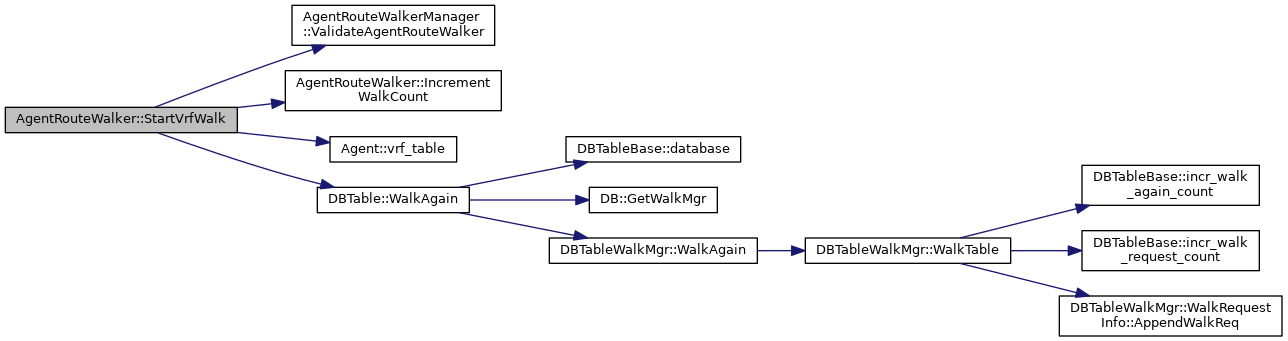 AgentRouteWalkerManager
::ValidateAgentRouteWalker
AgentRouteWalker::Increment
WalkCount
AgentRouteWalker::StartVrfWalk
Agent::vrf_table
DBTable::WalkAgain
DBTableBase::database
DB::GetWalkMgr
DBTableWalkMgr::WalkAgain
DBTableWalkMgr::WalkTable
DBTableBase::incr_walk
_again_count
DBTableBase::incr_walk
_request_count
DBTableWalkMgr::WalkRequest
Info::AppendWalkReq